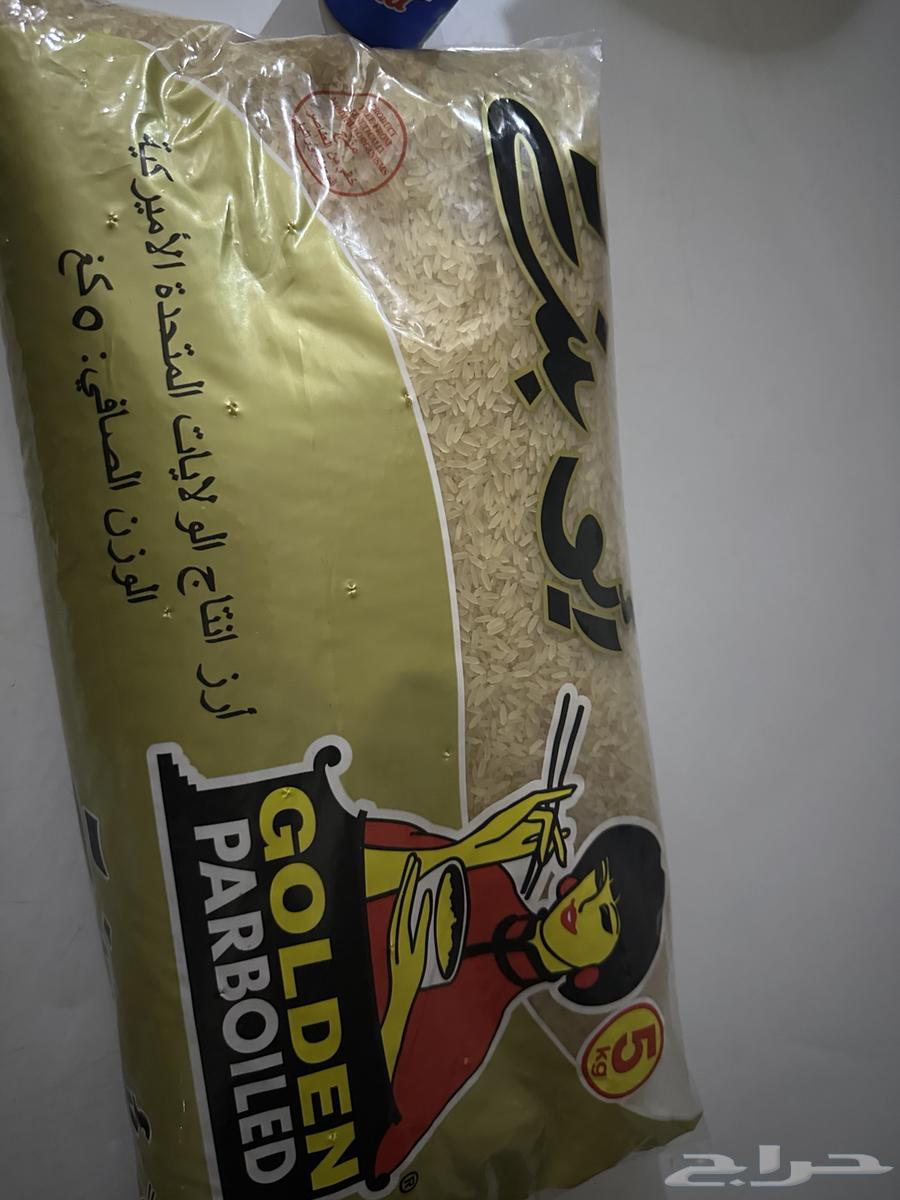 أبو بنت
أرز انتاج الولايات المتحدة الأميركية
الوزن الصافي: ٥ كغ
GOLDEN
PARBOILED
®
5
kg
حراج